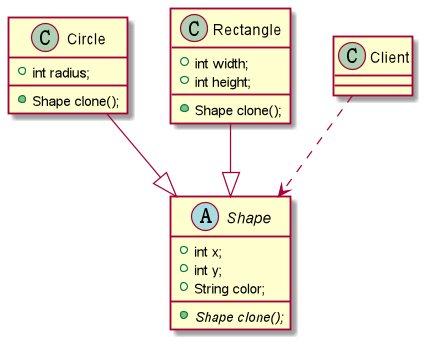 C Circle
int radius;
Shape clone();
C Rectangle
int width;
int height;
Shape clone();
C Client
A Shape
int x;
int y;
String color;
Shape clone();